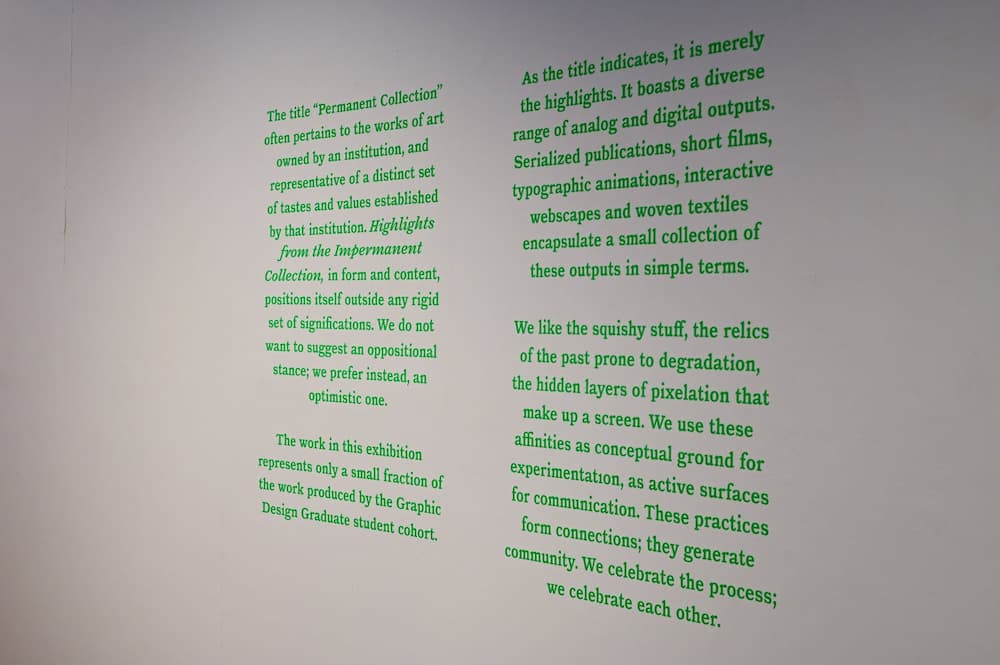 The title “Permanent Collection”
often pertains to the works of art
owned by an institution, and
representative of a distinct set
of tastes and values established
by that institution. Highlights
from the Impermanent
Collection, in form and content,
positions itself outside any rigid
set of significations. We do not
want to suggest an oppositional
stance; we prefer instead, an
optimistic one.
The work in this exhibition
represents only a small fraction of
the work produced by the Graphic
Design Graduate student cohort.
As the title indicates, it is merely
the highlights. It boasts a diverse
range of analog and digital outputs.
Serialized publications, short films,
typographic animations, interactive
webscapes and woven textiles
encapsulate a small collection of
these outputs in simple terms.
We like the squishy stuff, the relics
of the past prone to degradation,
the hidden layers of pixelation that
make up a screen. We use these
affinities as conceptual ground for
experimentatıon, as active surfaces
for communication. These practices
form connections; they generate
community. We celebrate the process;
we celebrate each other.